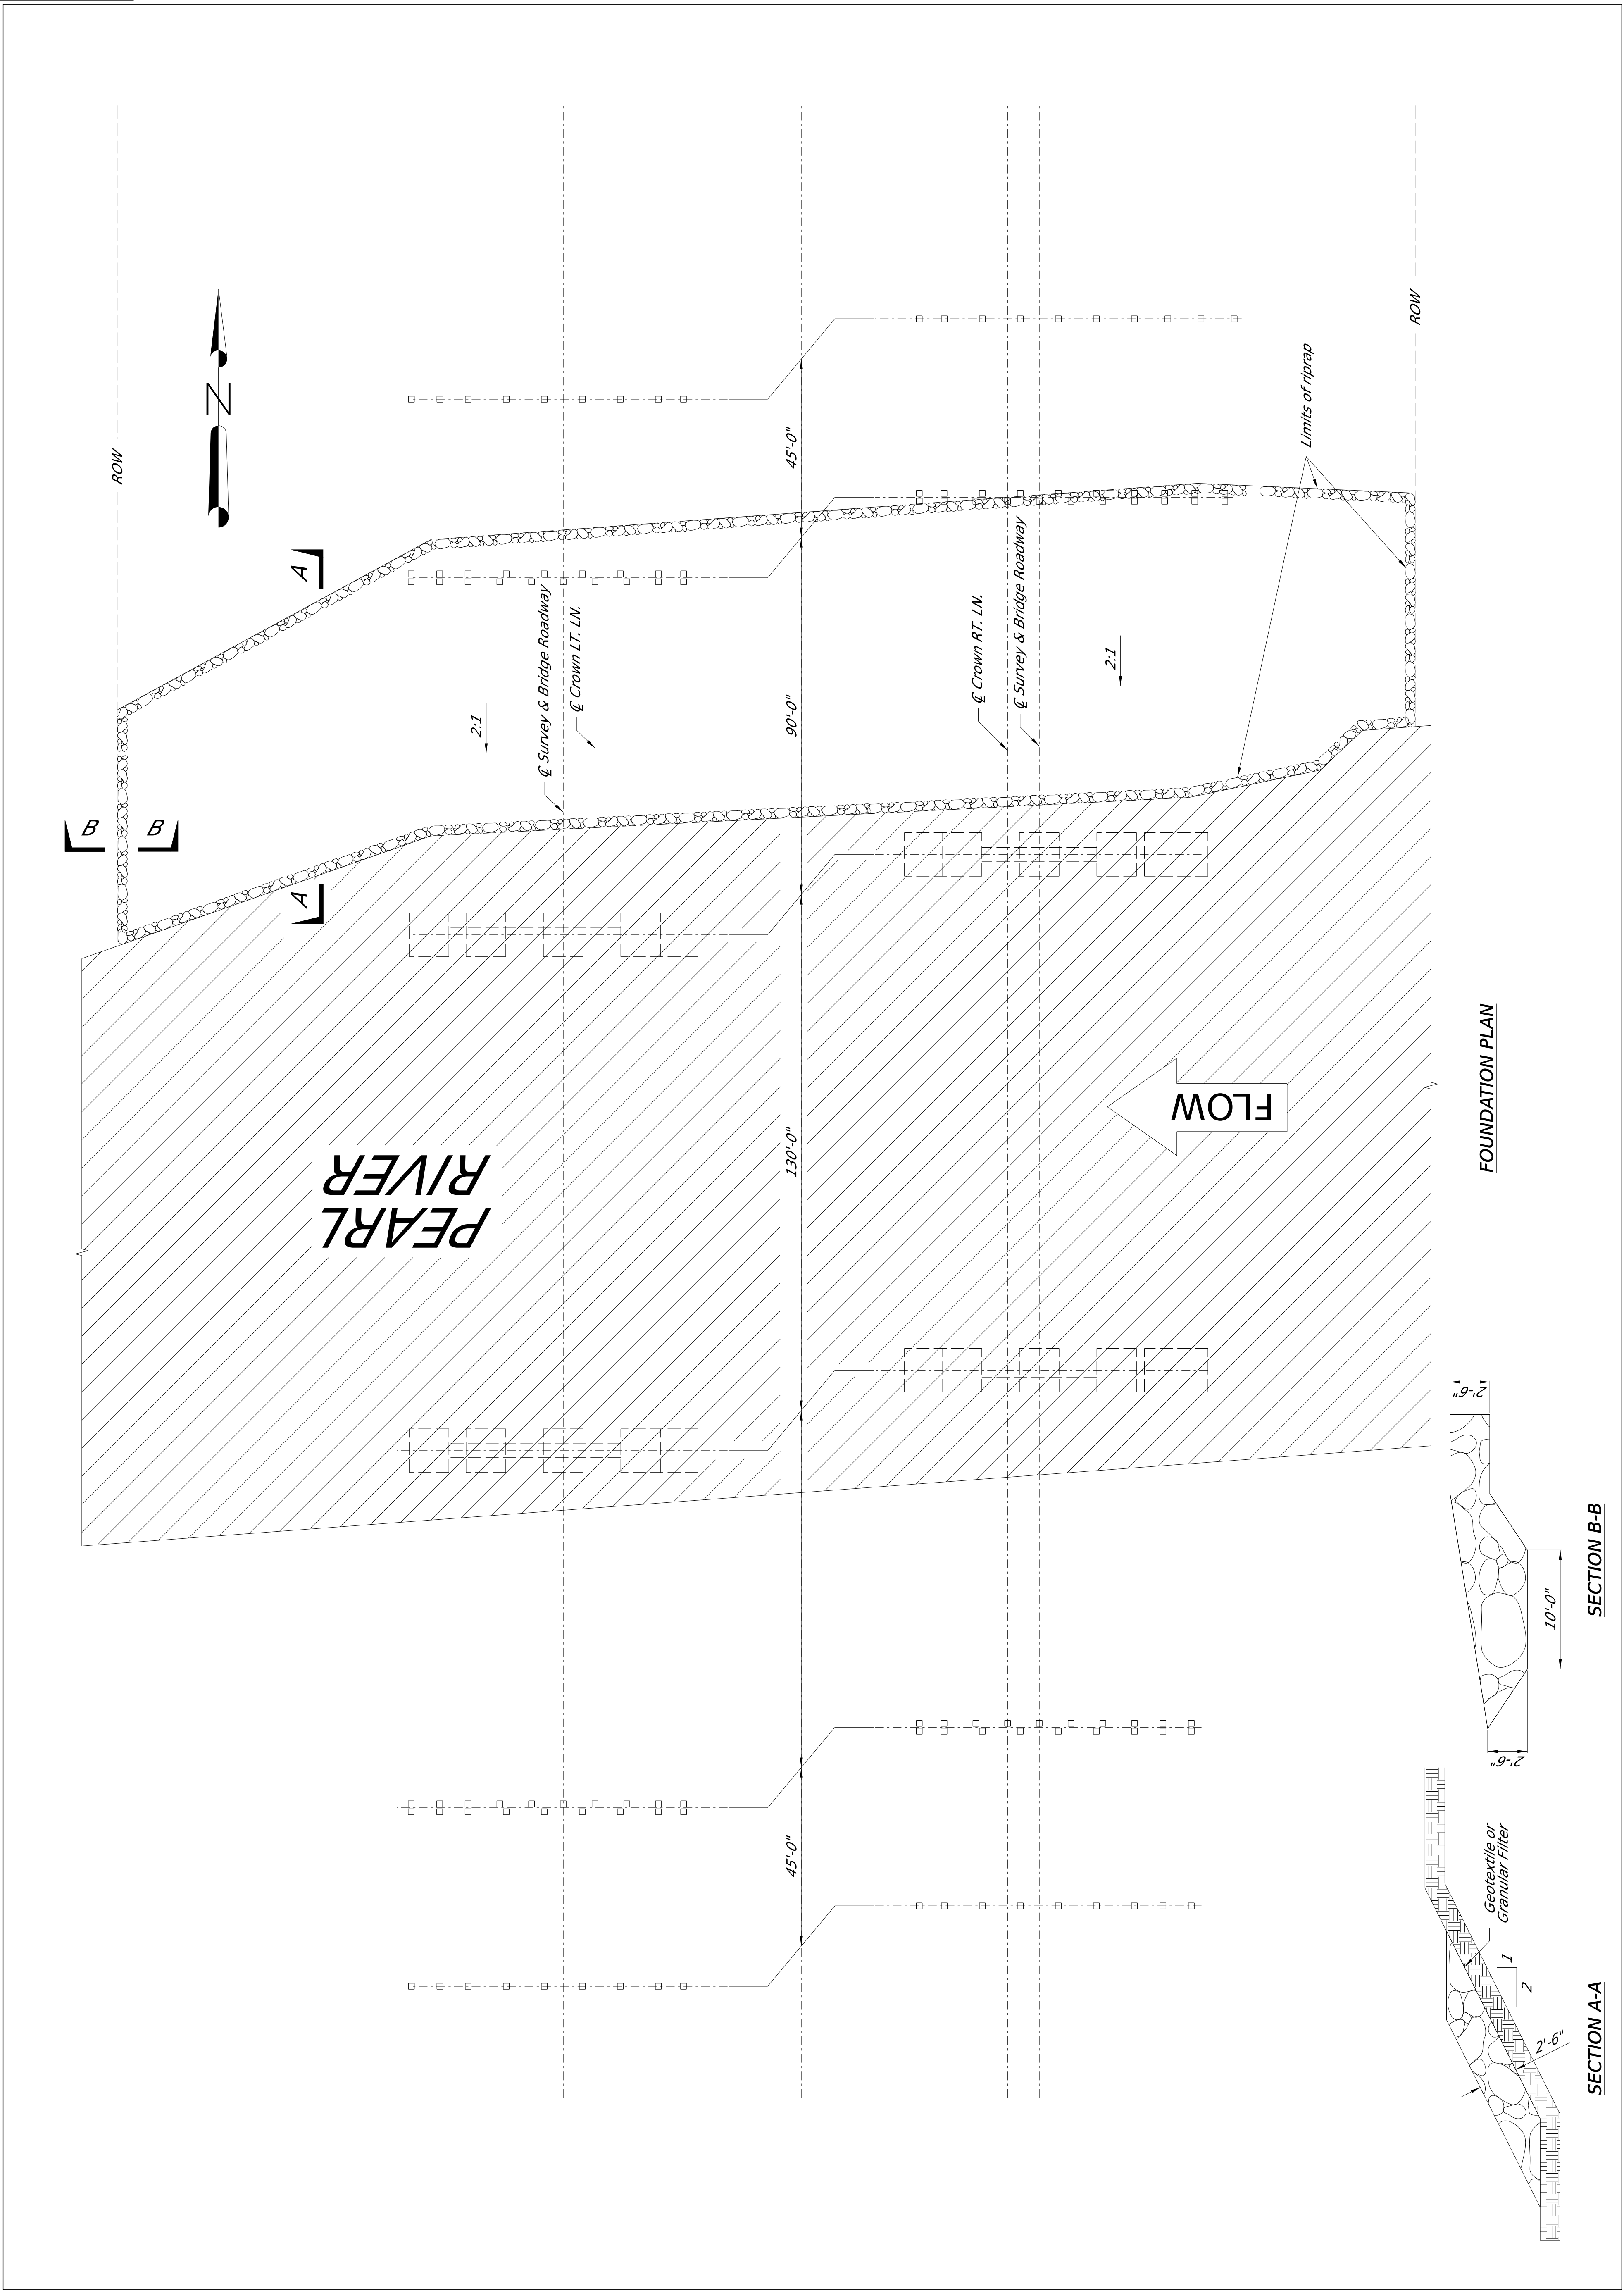 ROW
N
ROW
Limits of riprap
45'-0"
A
℄ Survey & Bridge Roadway
℄ Crown LT. LN.
℄ Crown RT. LN.
℄ Survey & Bridge Roadway
2:1
90'-0"
2:1
B
B
A
FLOW
PEARL
RIVER
130'-0"
FOUNDATION PLAN
45'-0"
2'-6"
10'-0"
2'-6"
SECTION B-B
Geotextile or
Granular Filter
1
2
2'-6"
SECTION A-A